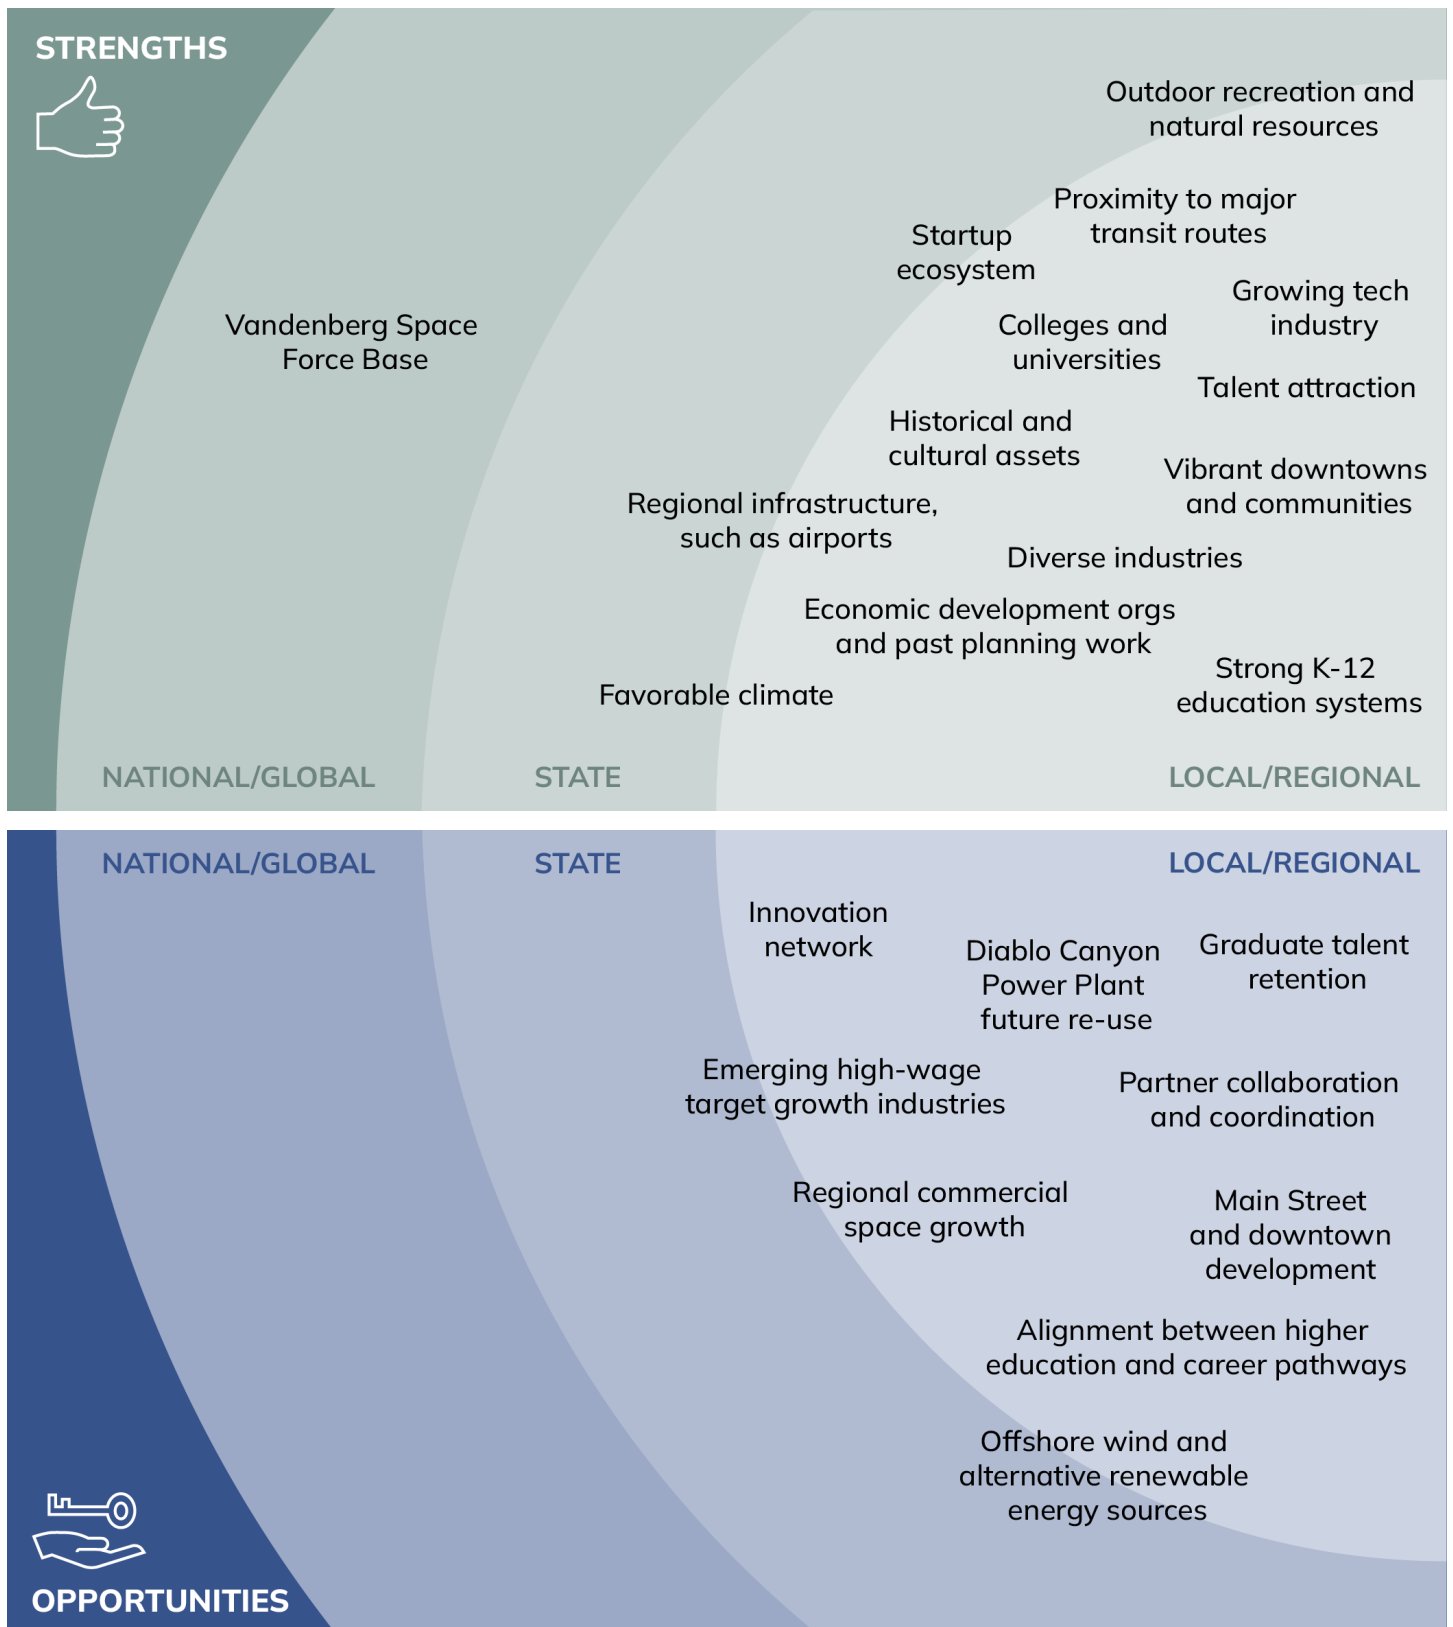 STRENGTHS
Outdoor recreation and
natural resources
Proximity to major
transit routes
Startup
ecosystem
Growing tech
industry
Vandenberg Space
Force Base
Colleges and
universities
Talent attraction
Historical and
cultural assets
Vibrant downtowns
and communities
Regional infrastructure,
such as airports
Diverse industries
Economic development orgs
and past planning work
Strong K-12
education systems
Favorable climate
NATIONAL/GLOBAL
STATE
LOCAL/REGIONAL
NATIONAL/GLOBAL
STATE
LOCAL/REGIONAL
Innovation
network
Diablo Canyon
Power Plant
future re-use
Graduate talent
retention
Emerging high-wage
target growth industries
Partner collaboration
and coordination
Regional commercial
space growth
Main Street
and downtown
development
Alignment between higher
education and career pathways
Offshore wind and
alternative renewable
energy sources
OPPORTUNITIES